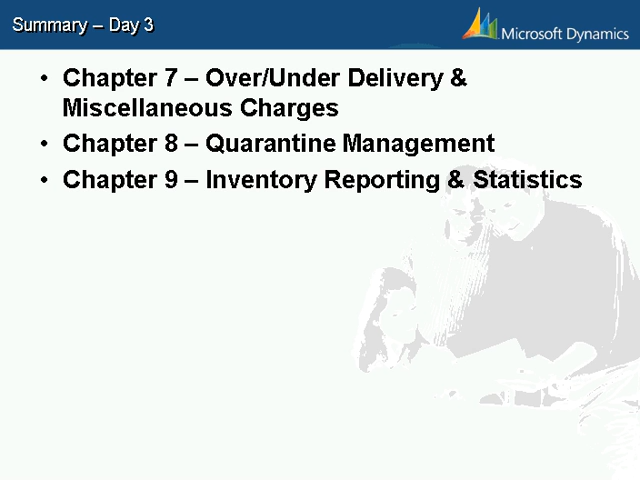 Summary – Day 3
Microsoft Dynamics
• Chapter 7 – Over/Under Delivery &
Miscellaneous Charges
• Chapter 8 – Quarantine Management
• Chapter 9 – Inventory Reporting & Statistics